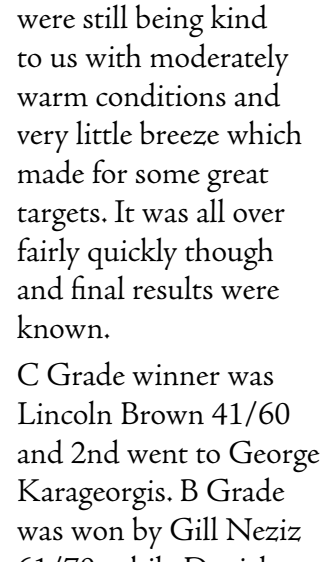 were still being kind
to us with moderately
warm conditions and
very little breeze which
made for some great
targets. It was all over
fairly quickly though
and final results were
known.
C Grade winner was
Lincoln Brown 41/60
and 2nd went to George
Karageorgis. B Grade
was won by Gill Neziz